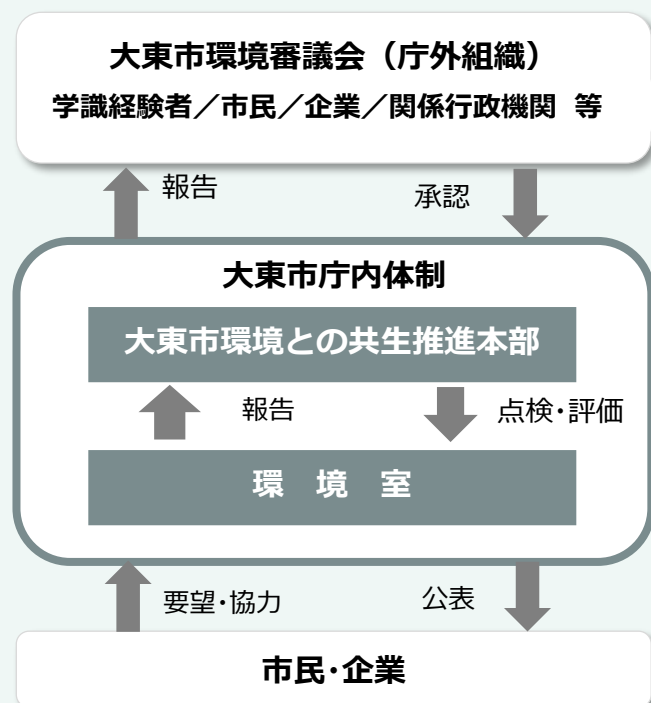 大東市環境審議会（庁外組織）
学識経験者／市民／企業／関係行政機関 等
報告
承認
大東市庁内体制
大東市環境との共生推進本部
報告
点検・評価
環 境 室
要望・協力
公表
市民・企業